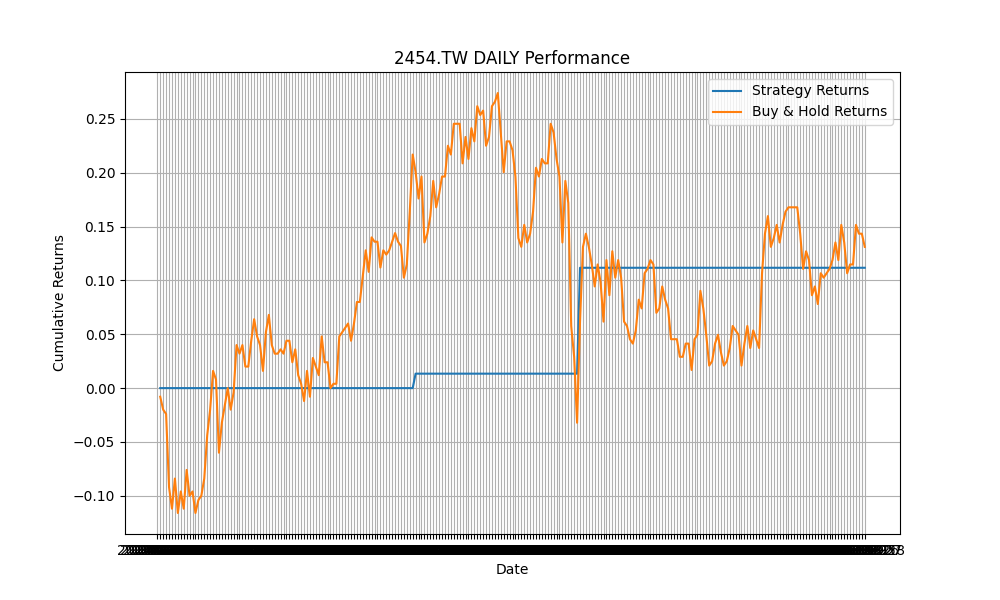 2454.TW DAILY Performance
Strategy Returns
Buy & Hold Returns
0.25
0.20
0.15
0.10
0.05
0.00
−0.05
−0.10
Cumulative Returns
Date